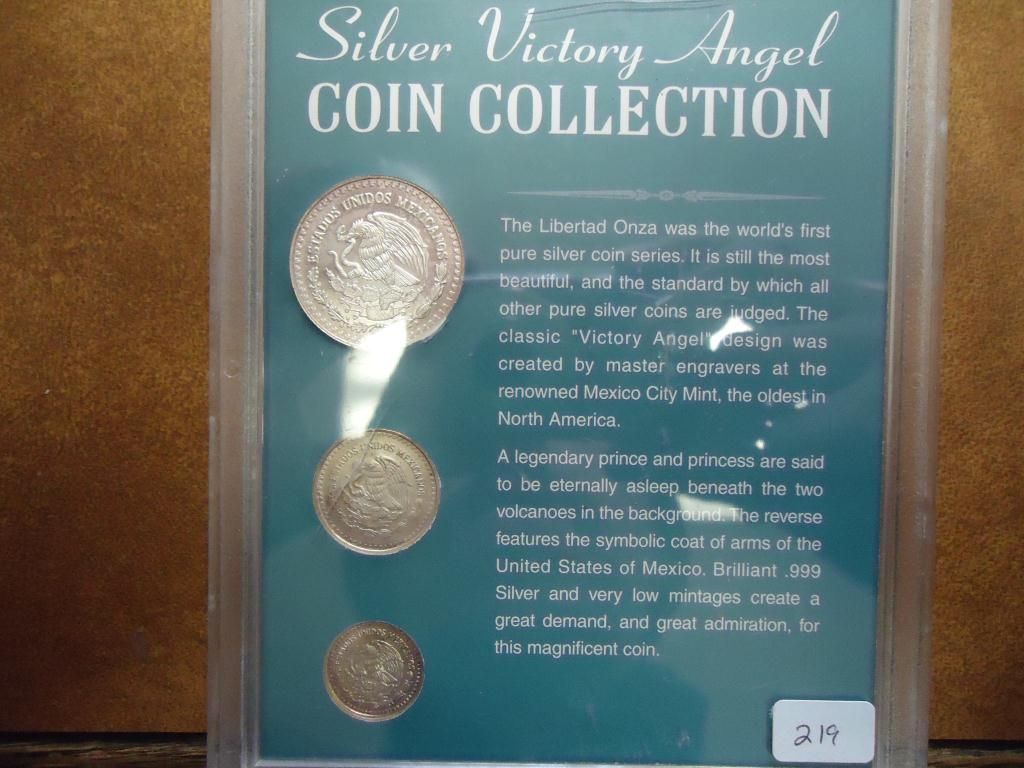 Silver Victory Angel
COIN COLLECTION
ESTADOS UNIDOS MEXICANOS
The Libertad Onza was the world's first
pure silver coin series. It is still the most
beautiful, and the standard by which all
other pure silver coins are judged. The
classic "Victory Angel" design was
created by master engravers at the
renowned Mexico City Mint, the oldest in
North America.
UNIDOS MEXICANOS
A legendary prince and princess are said
to be eternally asleep beneath the two
volcanoes in the background. The reverse
features the symbolic coat of arms of the
United States of Mexico. Brilliant .999
Silver and very low mintages create a
great demand, and great admiration, for
this magnificent coin.
UNIDOS
219